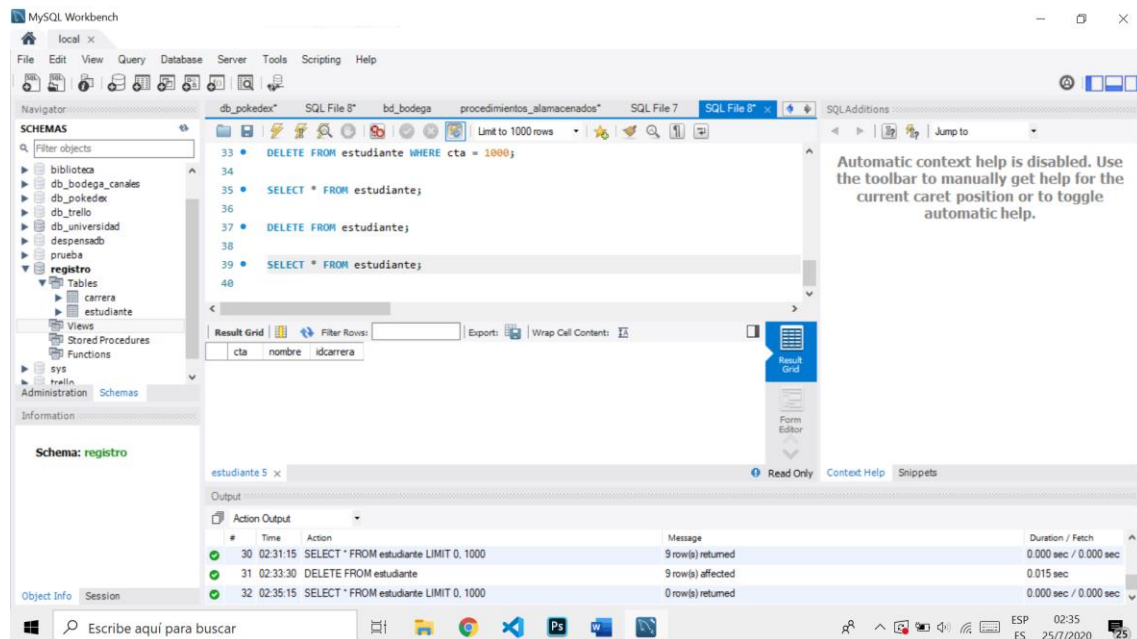 MySQL Workbench
local ×
File Edit View Query Database Server Tools Scripting Help
Navigator
SCHEMAS
Filter objects
biblioteca
db_bodega_canales
db_pokedex
db_trello
db_universidad
despensadb
prueba
registro
Tables
carrera
estudiante
Views
Stored Procedures
Functions
sys
trello
Administration Schemas
Information
Schema: registro
Object Info Session
db_pokedex* SQL File 8* bd_bodega procedimientos_alamacenados* SQL File 7 SQL File 8* ×
Limit to 1000 rows
33 DELETE FROM estudiante WHERE cta = 1000;
34
35 SELECT * FROM estudiante;
36
37 DELETE FROM estudiante;
38
39 SELECT * FROM estudiante;
40
Result Grid Filter Rows: Export: Wrap Cell Content:
cta nombre idcarrera
Result Grid
Form Editor
estudiante 5 ×
Read Only
SQLAdditions
Jump to
Automatic context help is disabled. Use
the toolbar to manually get help for the
current caret position or to toggle
automatic help.
Context Help Snippets
Output
Action Output
# Time Action Message Duration / Fetch
30 02:31:15 SELECT * FROM estudiante LIMIT 0, 1000 9 row(s) returned 0.000 sec / 0.000 sec
31 02:33:30 DELETE FROM estudiante 9 row(s) affected 0.015 sec
32 02:35:15 SELECT * FROM estudiante LIMIT 0, 1000 0 row(s) returned 0.000 sec / 0.000 sec
Escribe aquí para buscar
ESP
ES
02:35
25/7/2020
25